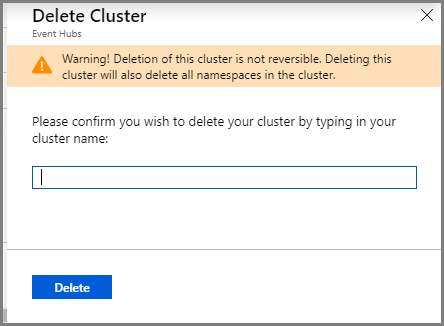 Delete Cluster
Event Hubs
Warning! Deletion of this cluster is not reversible. Deleting this
cluster will also delete all namespaces in the cluster.
Please confirm you wish to delete your cluster by typing in your
cluster name:
Delete